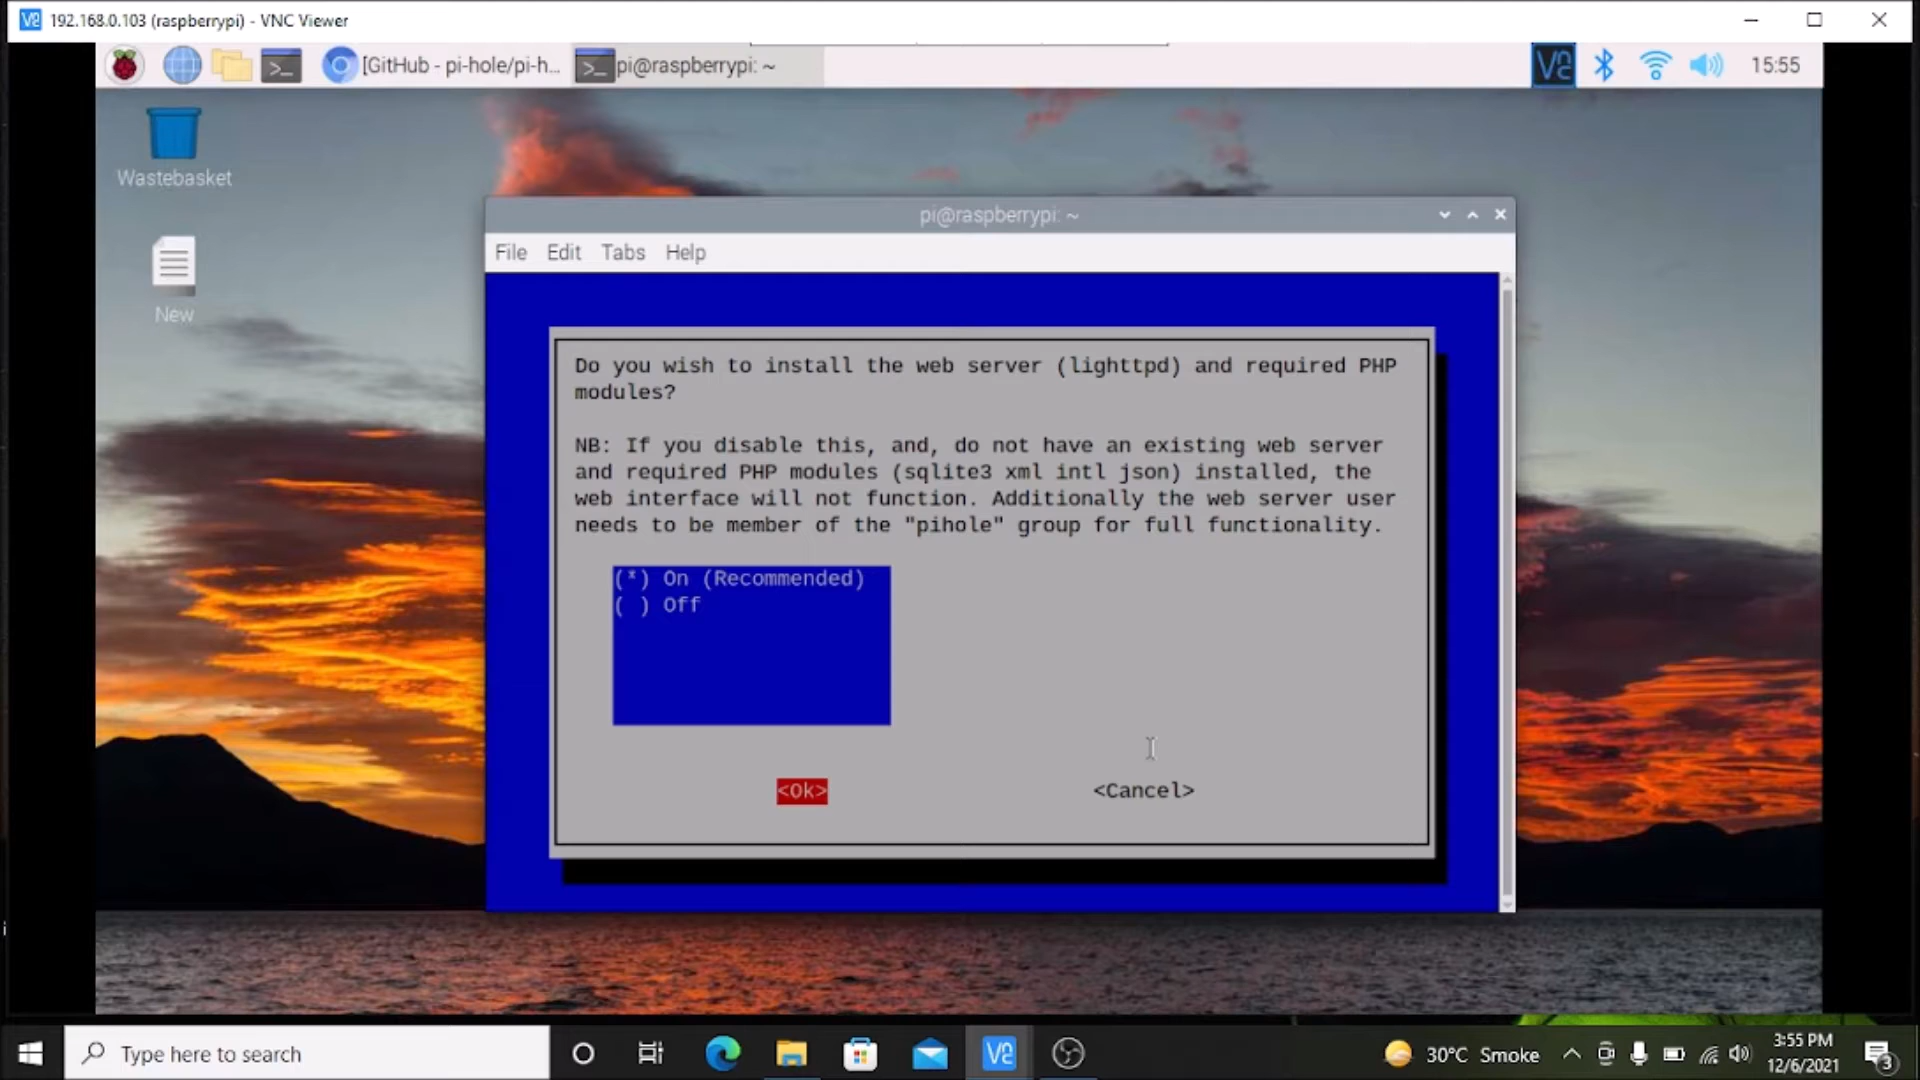 192.168.0.103 (raspberrypi) - VNC Viewer
[GitHub - pi-hole/pi-h...
pi@raspberrypi: ~
15:55
Wastebasket
New
pi@raspberrypi: ~
File Edit Tabs Help
Do you wish to install the web server (lighttpd) and required PHP
modules?
NB: If you disable this, and, do not have an existing web server
and required PHP modules (sqlite3 xml intl json) installed, the
web interface will not function. Additionally the web server user
needs to be member of the "pihole" group for full functionality.
(*) On (Recommended)
( ) Off
<Ok>
<Cancel>
Type here to search
30°C Smoke
3:55 PM
12/6/2021
3